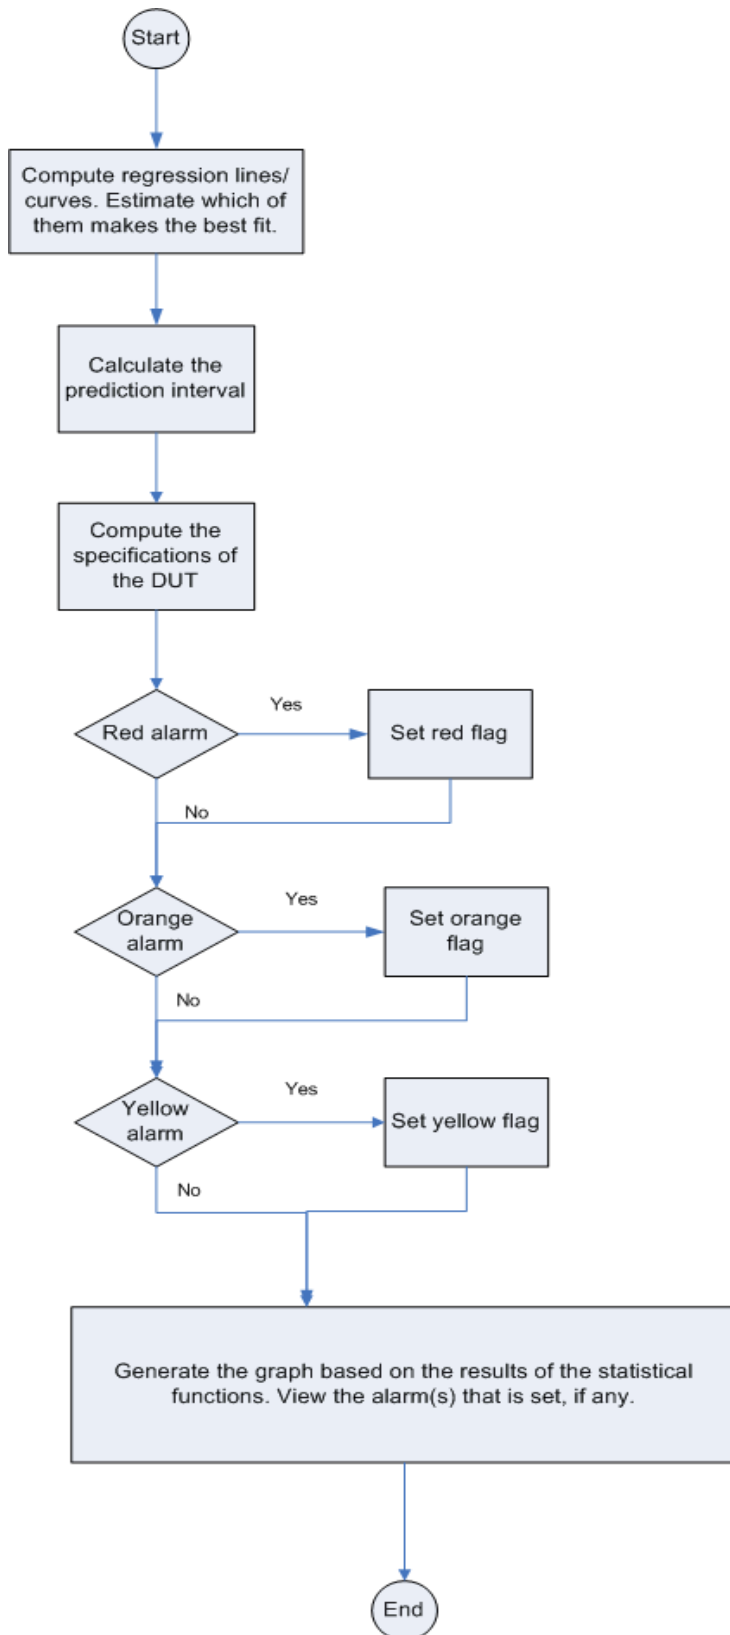 Start
Compute regression lines/
curves. Estimate which of
them makes the best fit.
Calculate the
prediction interval
Compute the
specifications of
the DUT
Red alarm
Yes
Set red flag
No
Orange
alarm
Yes
Set orange
flag
No
Yellow
alarm
Yes
Set yellow flag
No
Generate the graph based on the results of the statistical
functions. View the alarm(s) that is set, if any.
End